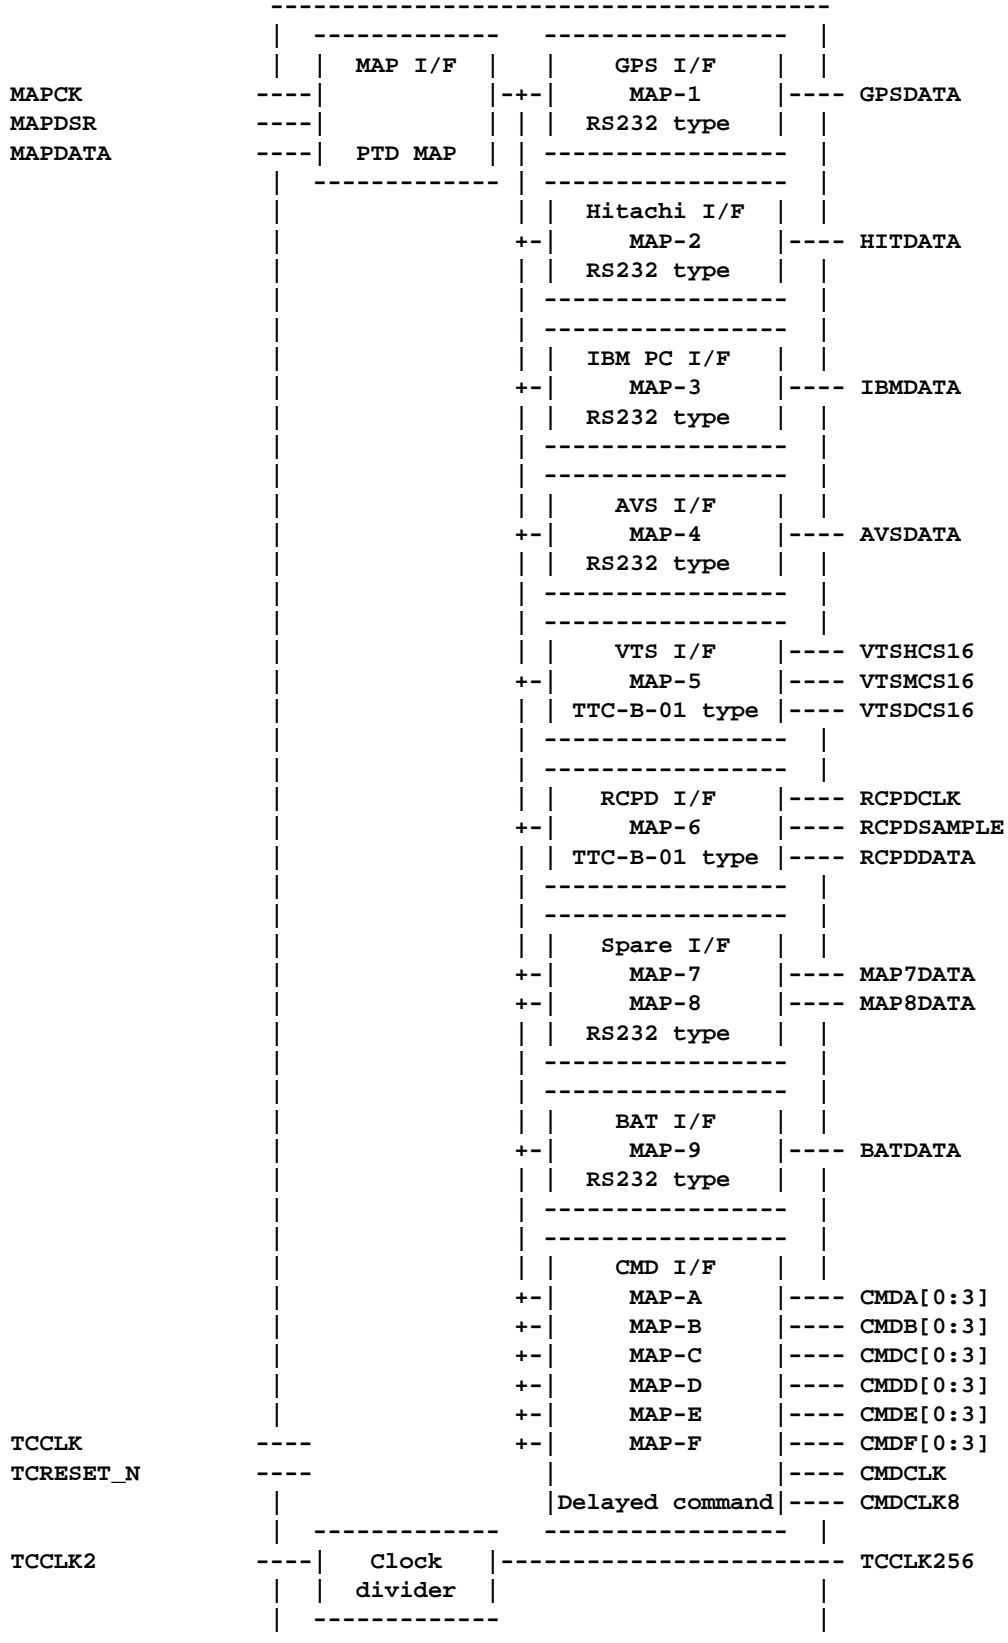 MAP I/F GPS I/F
MAPCK MAP-1 GPSDATA
MAPDSR RS232 type
MAPDATA PTD MAP
Hitachi I/F
MAP-2 HITDATA
RS232 type
IBM PC I/F
MAP-3 IBMDATA
RS232 type
AVS I/F
MAP-4 AVSDATA
RS232 type
VTS I/F VTSHCS16
MAP-5 VTSMCS16
TTC-B-01 type VTSDCS16
RCPD I/F RCPDCLK
MAP-6 RCPDSAMPLE
TTC-B-01 type RCPDDATA
Spare I/F
MAP-7 MAP7DATA
MAP-8 MAP8DATA
RS232 type
BAT I/F
MAP-9 BATDATA
RS232 type
CMD I/F
MAP-A CMDA[0:3]
MAP-B CMDB[0:3]
MAP-C CMDC[0:3]
MAP-D CMDD[0:3]
MAP-E CMDE[0:3]
TCCLK MAP-F CMDF[0:3]
TCRESET_N CMDCLK
Delayed command CMDCLK8
TCCLK2 Clock TCCLK256
divider